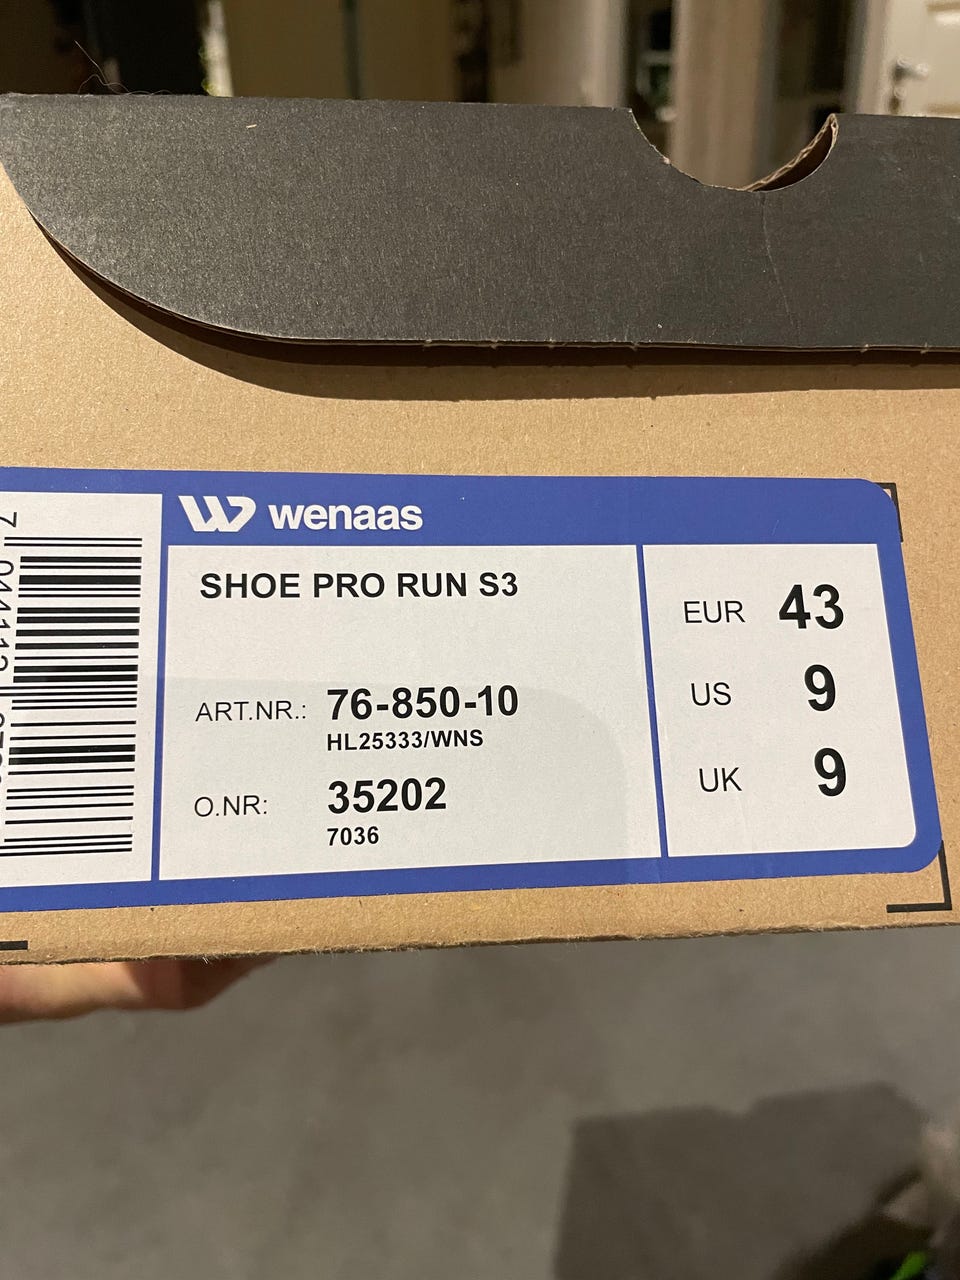 wenaas
SHOE PRO RUN S3
ART.NR.: 76-850-10
HL25333/WNS
O.NR: 35202
7036
EUR 43
US 9
UK 9